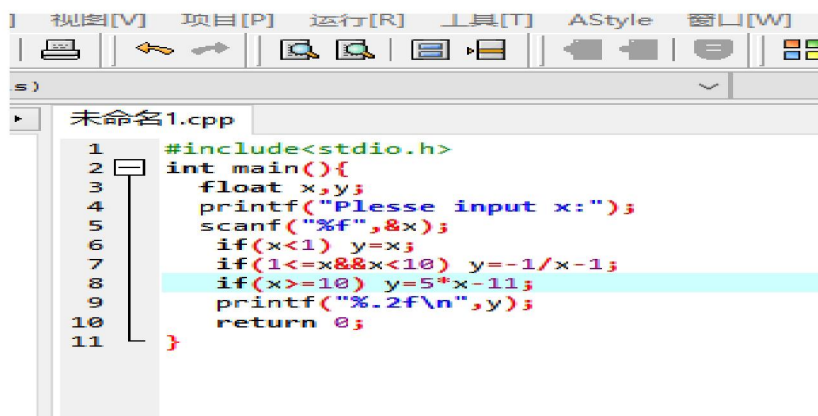 视图[V] 项目[P] 运行[R] 工具[T] AStyle 窗口[W]
s)
未命名1.cpp
1 #include<stdio.h>
2 int main(){
3 float x,y;
4 printf("Plesse input x:");
5 scanf("%f",&x);
6 if(x<1) y=x;
7 if(1<=x&&x<10) y=-1/x-1;
8 if(x>=10) y=5*x-11;
9 printf("%.2f\n",y);
10 return 0;
11 }